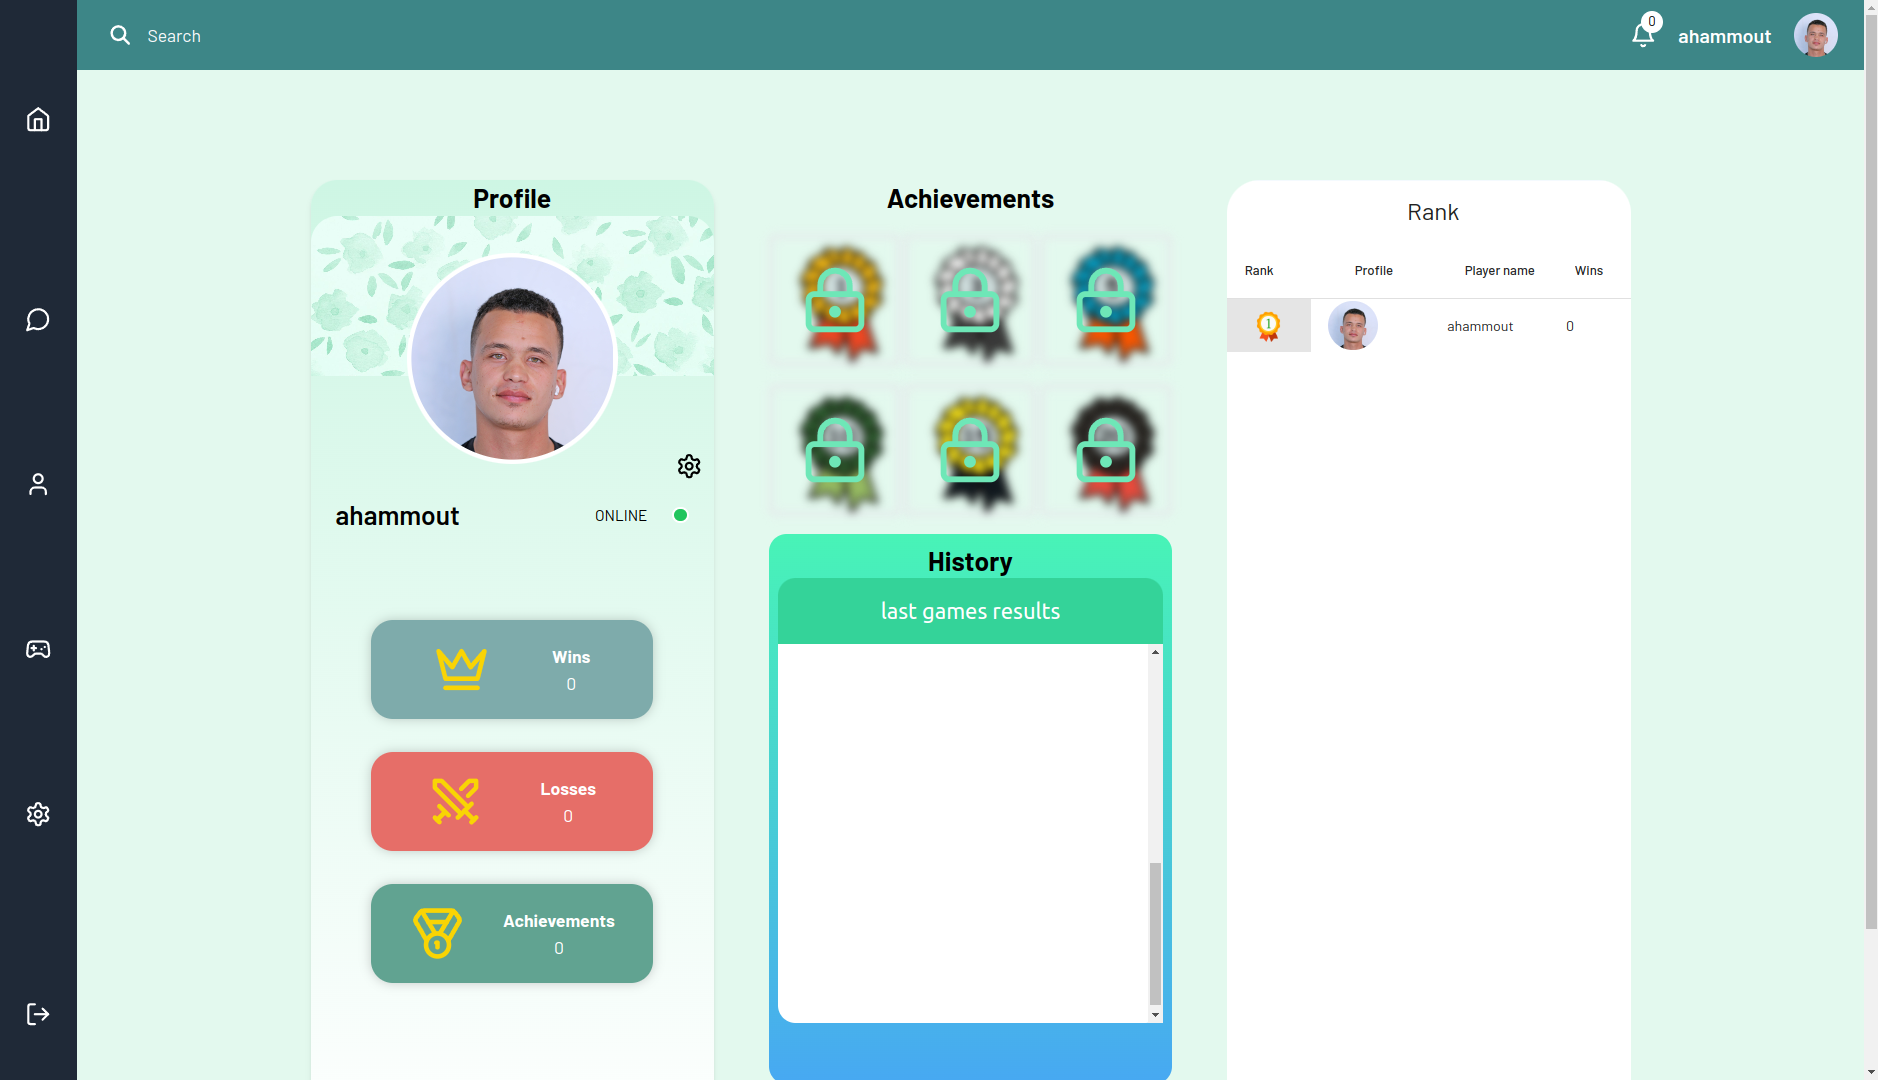 Search
0
ahammout
Profile
ahammout
ONLINE
Wins
0
Losses
0
Achievements
0
Achievements
History
last games results
Rank
Rank Profile Player name Wins
1 ahammout 0